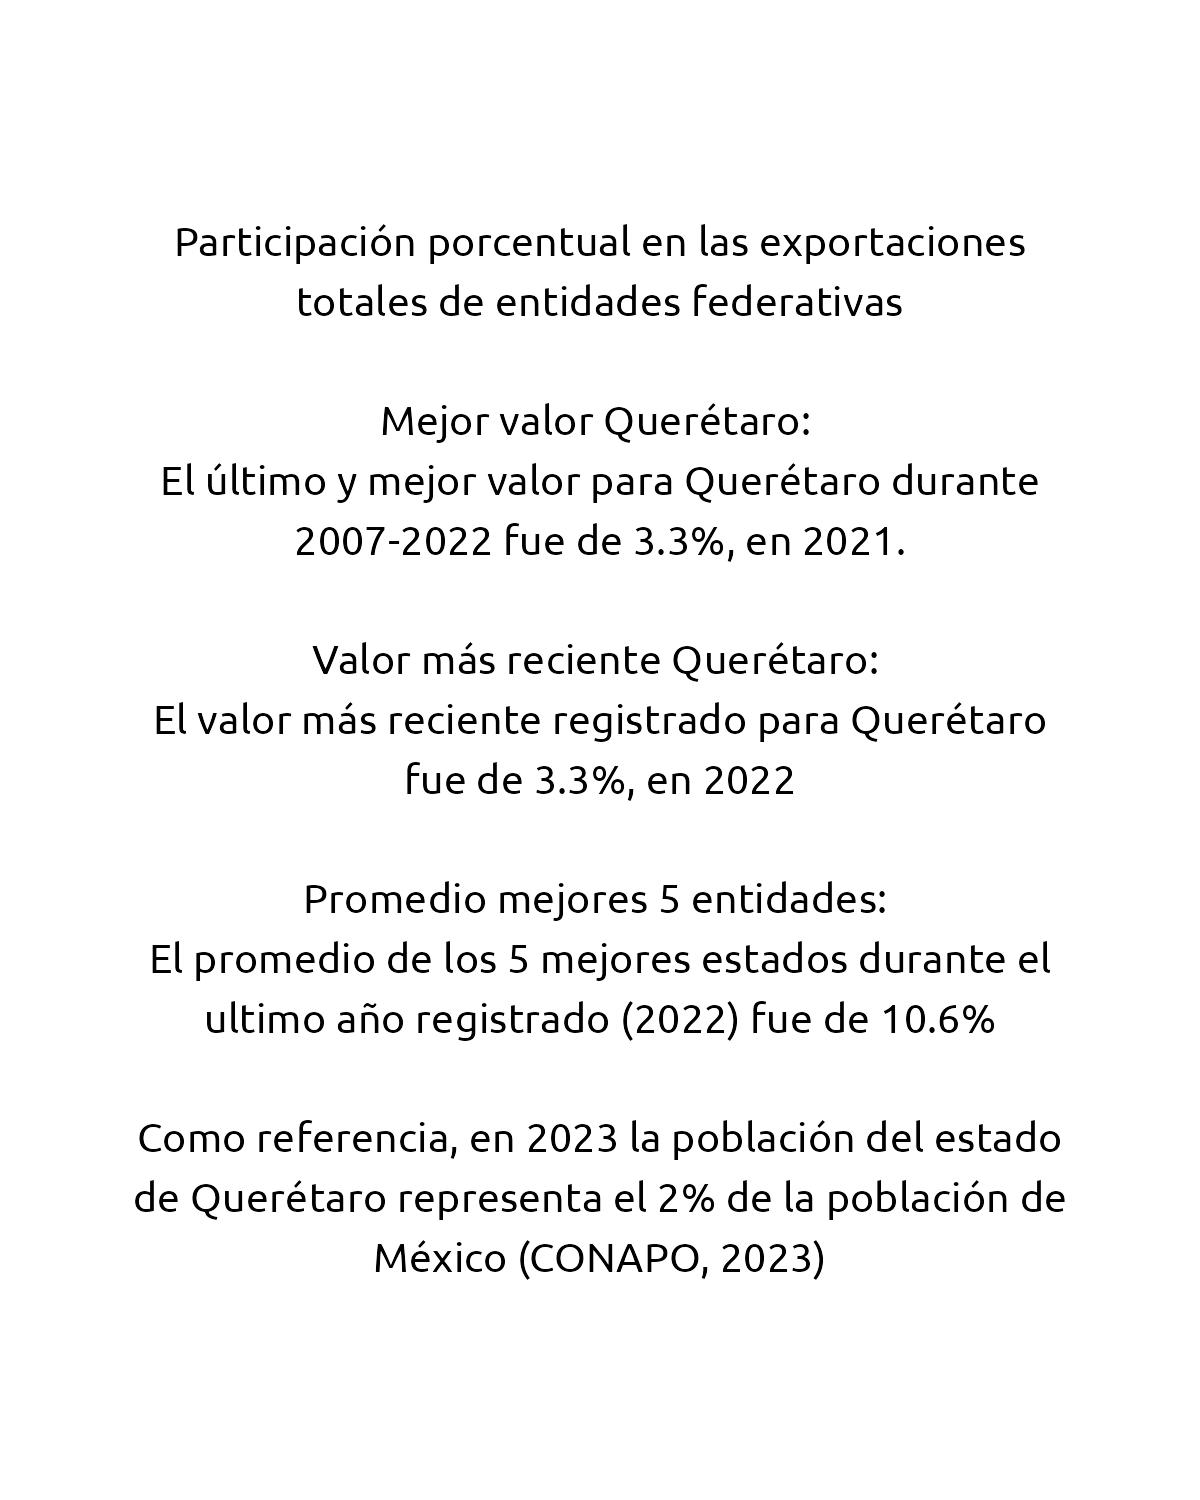 Participación porcentual en las exportaciones
totales de entidades federativas
Mejor valor Querétaro:
El último y mejor valor para Querétaro durante
2007-2022 fue de 3.3%, en 2021.
Valor más reciente Querétaro:
El valor más reciente registrado para Querétaro
fue de 3.3%, en 2022
Promedio mejores 5 entidades:
El promedio de los 5 mejores estados durante el
ultimo año registrado (2022) fue de 10.6%
Como referencia, en 2023 la población del estado
de Querétaro representa el 2% de la población de
México (CONAPO, 2023)